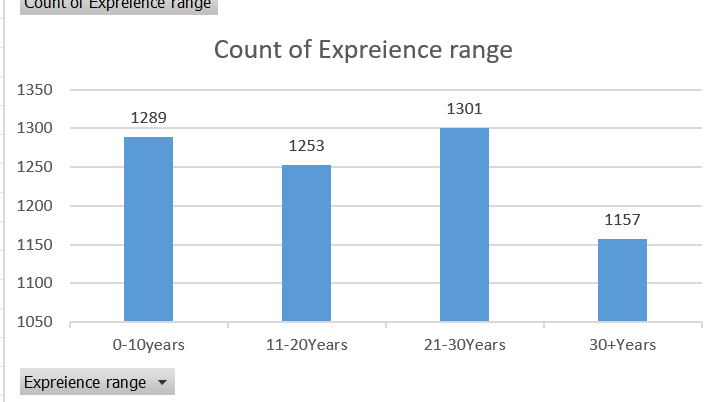 Count of Expreience range
Count of Expreience range
1350
1300
1250
1200
1150
1100
1050
1289
1253
1301
1157
0-10years
11-20Years
21-30Years
30+Years
Expreience range